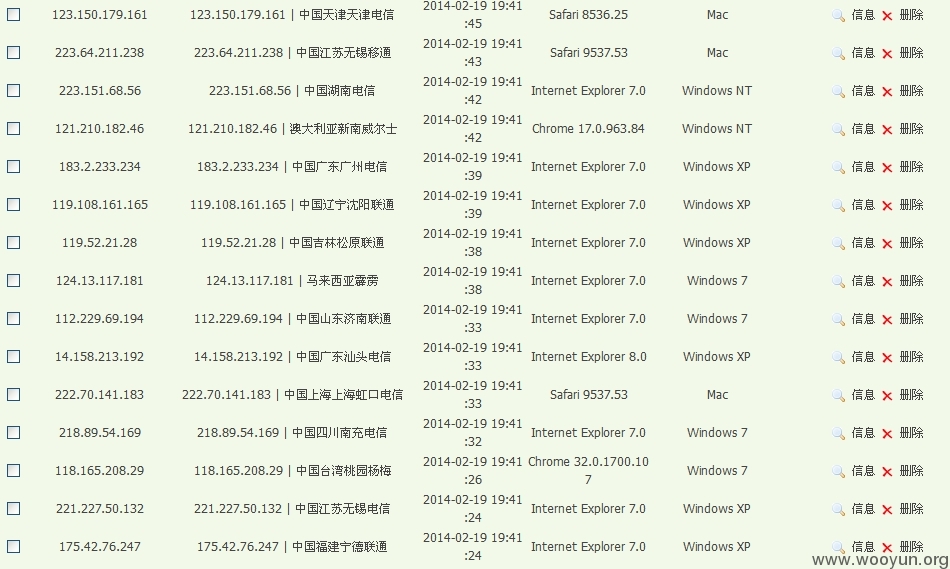 123.150.179.161 123.150.179.161 | 中国天津天津电信 2014-02-19 19:41 Safari 8536.25 Mac 信息 删除
:45
223.64.211.238 223.64.211.238 | 中国江苏无锡移通 2014-02-19 19:41 Safari 9537.53 Mac 信息 删除
:43
223.151.68.56 223.151.68.56 | 中国湖南电信 2014-02-19 19:41 Internet Explorer 7.0 Windows NT 信息 删除
:42
121.210.182.46 121.210.182.46 | 澳大利亚新南威尔士 2014-02-19 19:41 Chrome 17.0.963.84 Windows NT 信息 删除
:42
183.2.233.234 183.2.233.234 | 中国广东广州电信 2014-02-19 19:41 Internet Explorer 7.0 Windows XP 信息 删除
:39
119.108.161.165 119.108.161.165 | 中国辽宁沈阳联通 2014-02-19 19:41 Internet Explorer 7.0 Windows XP 信息 删除
:39
119.52.21.28 119.52.21.28 | 中国吉林松原联通 2014-02-19 19:41 Internet Explorer 7.0 Windows XP 信息 删除
:38
124.13.117.181 124.13.117.181 | 马来西亚霹雳 2014-02-19 19:41 Internet Explorer 7.0 Windows 7 信息 删除
:38
112.229.69.194 112.229.69.194 | 中国山东济南联通 2014-02-19 19:41 Internet Explorer 7.0 Windows 7 信息 删除
:33
14.158.213.192 14.158.213.192 | 中国广东汕头电信 2014-02-19 19:41 Internet Explorer 8.0 Windows XP 信息 删除
:33
222.70.141.183 222.70.141.183 | 中国上海上海虹口电信 2014-02-19 19:41 Safari 9537.53 Mac 信息 删除
:33
218.89.54.169 218.89.54.169 | 中国四川南充电信 2014-02-19 19:41 Internet Explorer 7.0 Windows 7 信息 删除
:32
118.165.208.29 118.165.208.29 | 中国台湾桃园杨梅 2014-02-19 19:41 Chrome 32.0.1700.10 Windows 7 信息 删除
:26 7
221.227.50.132 221.227.50.132 | 中国江苏无锡电信 2014-02-19 19:41 Internet Explorer 7.0 Windows XP 信息 删除
:24
175.42.76.247 175.42.76.247 | 中国福建宁德联通 2014-02-19 19:41 Internet Explorer 7.0 Windows XP 信息 删除
:24
www.wooyun.org